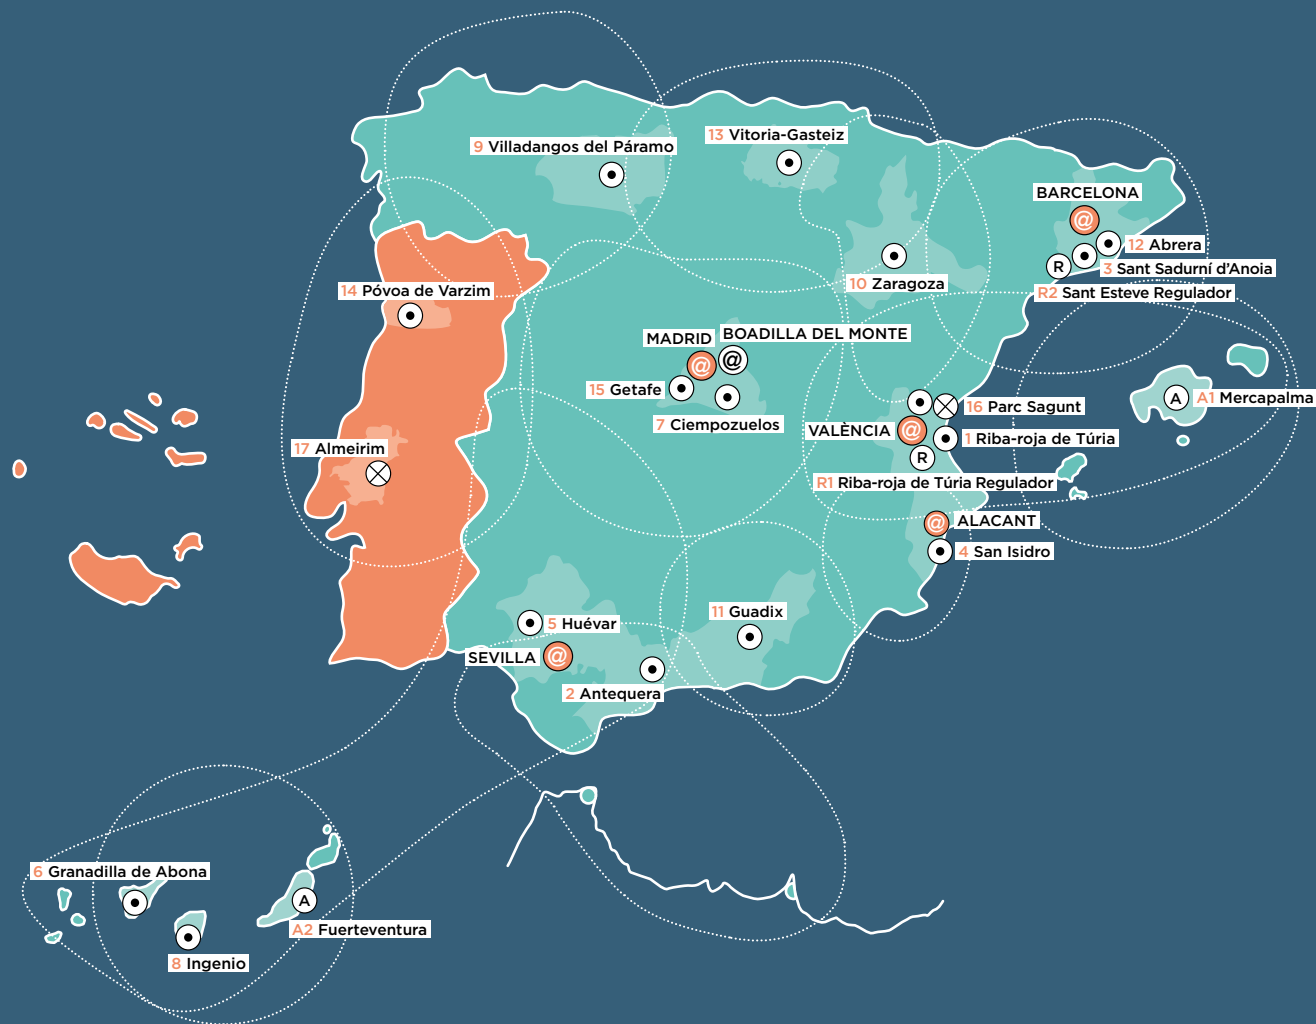 13 Vitoria-Gasteiz
9 Villadangos del Páramo
BARCELONA
@
12 Abrera
R
3 Sant Sadurní d'Anoia
10 Zaragoza
R2 Sant Esteve Regulador
14 Póvoa de Varzim
MADRID
BOADILLA DEL MONTE
@
@
15 Getafe
7 Ciempozuelos
A
A1 Mercapalma
16 Parc Sagunt
VALÈNCIA
@
1 Riba-roja de Túria
R
R1 Riba-roja de Túria Regulador
17 Almeirim
@
ALACANT
4 San Isidro
11 Guadix
5 Huévar
SEVILLA
@
2 Antequera
6 Granadilla de Abona
A
A2 Fuerteventura
8 Ingenio